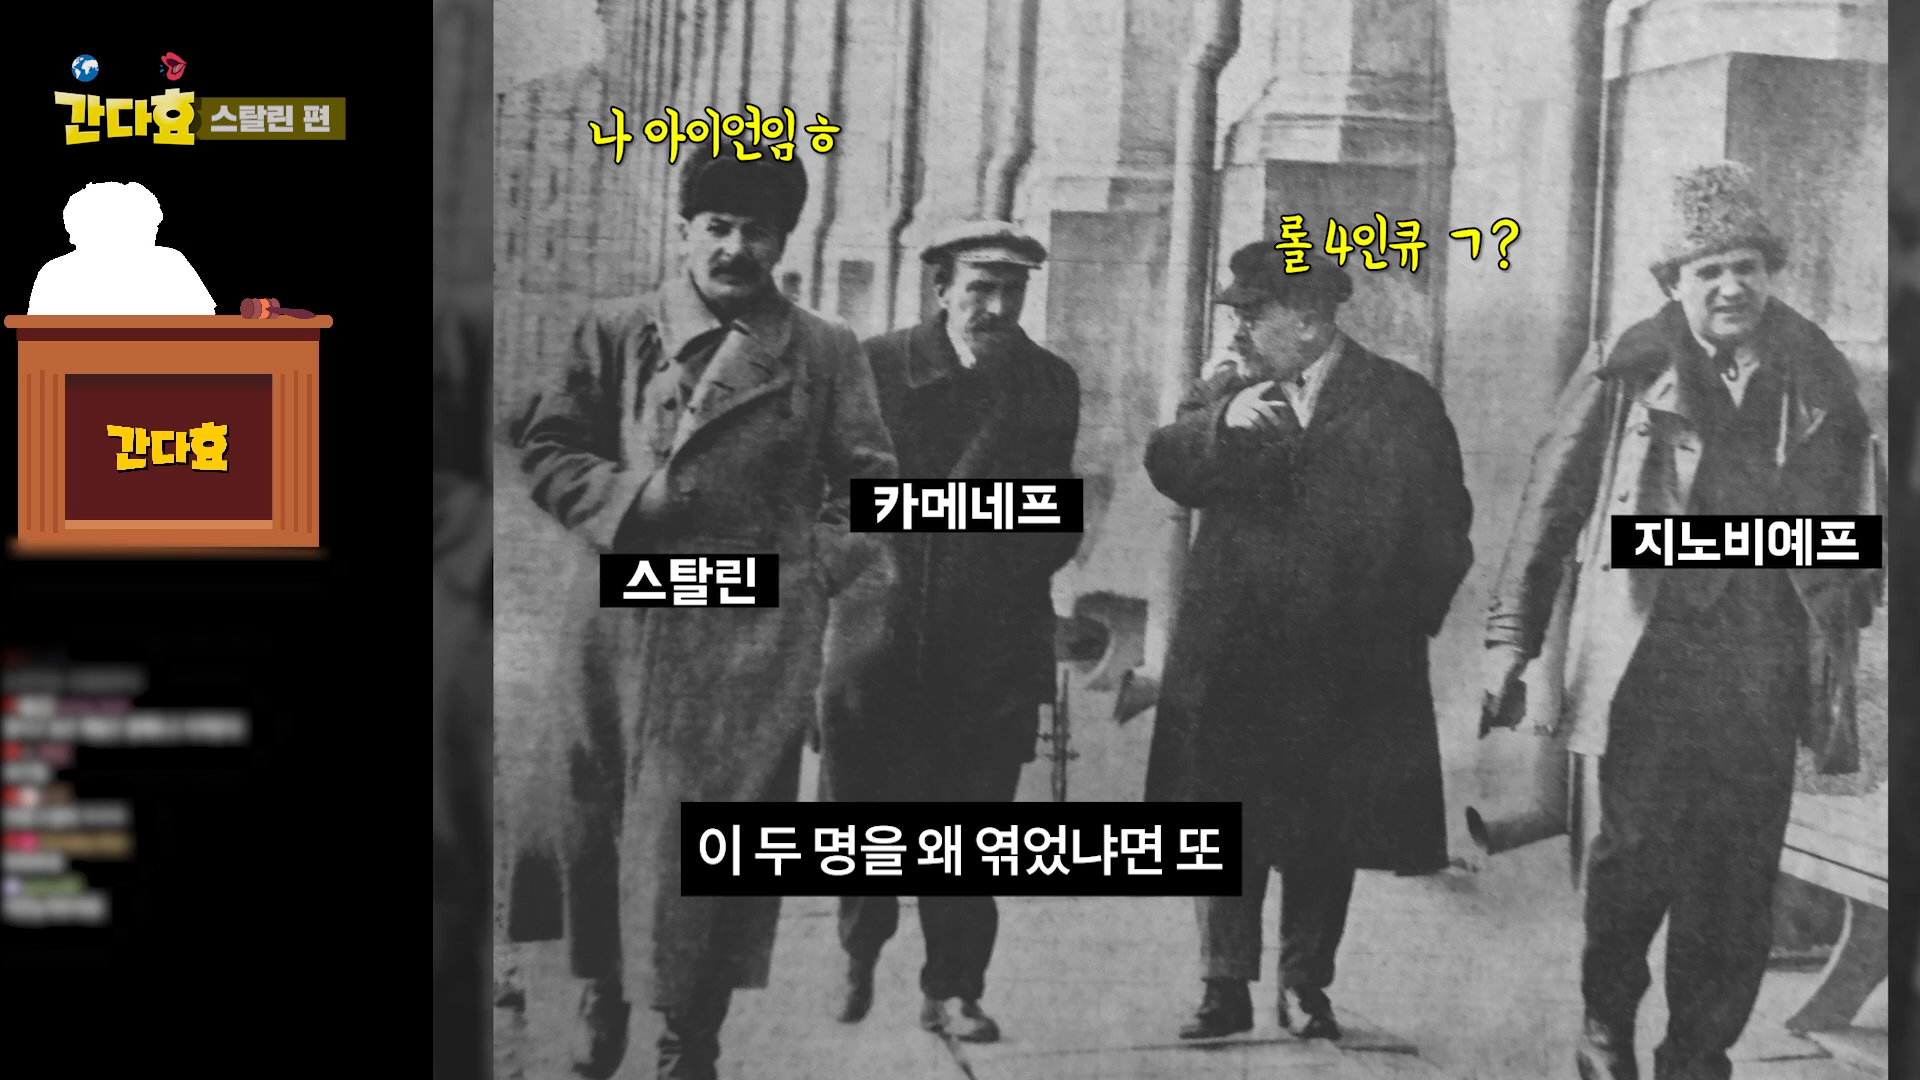 간다효 스탈린 편
간다효
나 아이언임ㅎ
롤 4인큐 ㄱ?
카메네프
지노비예프
스탈린
이 두 명을 왜 엮었냐면 또